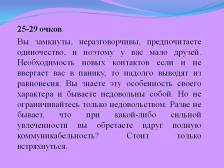 25-29 очков.
Вы замкнуты, неразговорчивы, предпочитаете
одиночество, и поэтому у вас мало друзей.
Необходимость новых контактов если и не
ввергает вас в панику, то надолго выводят из
равновесия. Вы знаете эту особенность своего
характера и бываете недовольны собой. Но не
ограничивайтесь только недовольством. Разве не
бывает, что при какой-либо сильной
увлеченности вы обретаете вдруг полную
коммуникабельность? Стоит только
встряхнуться.